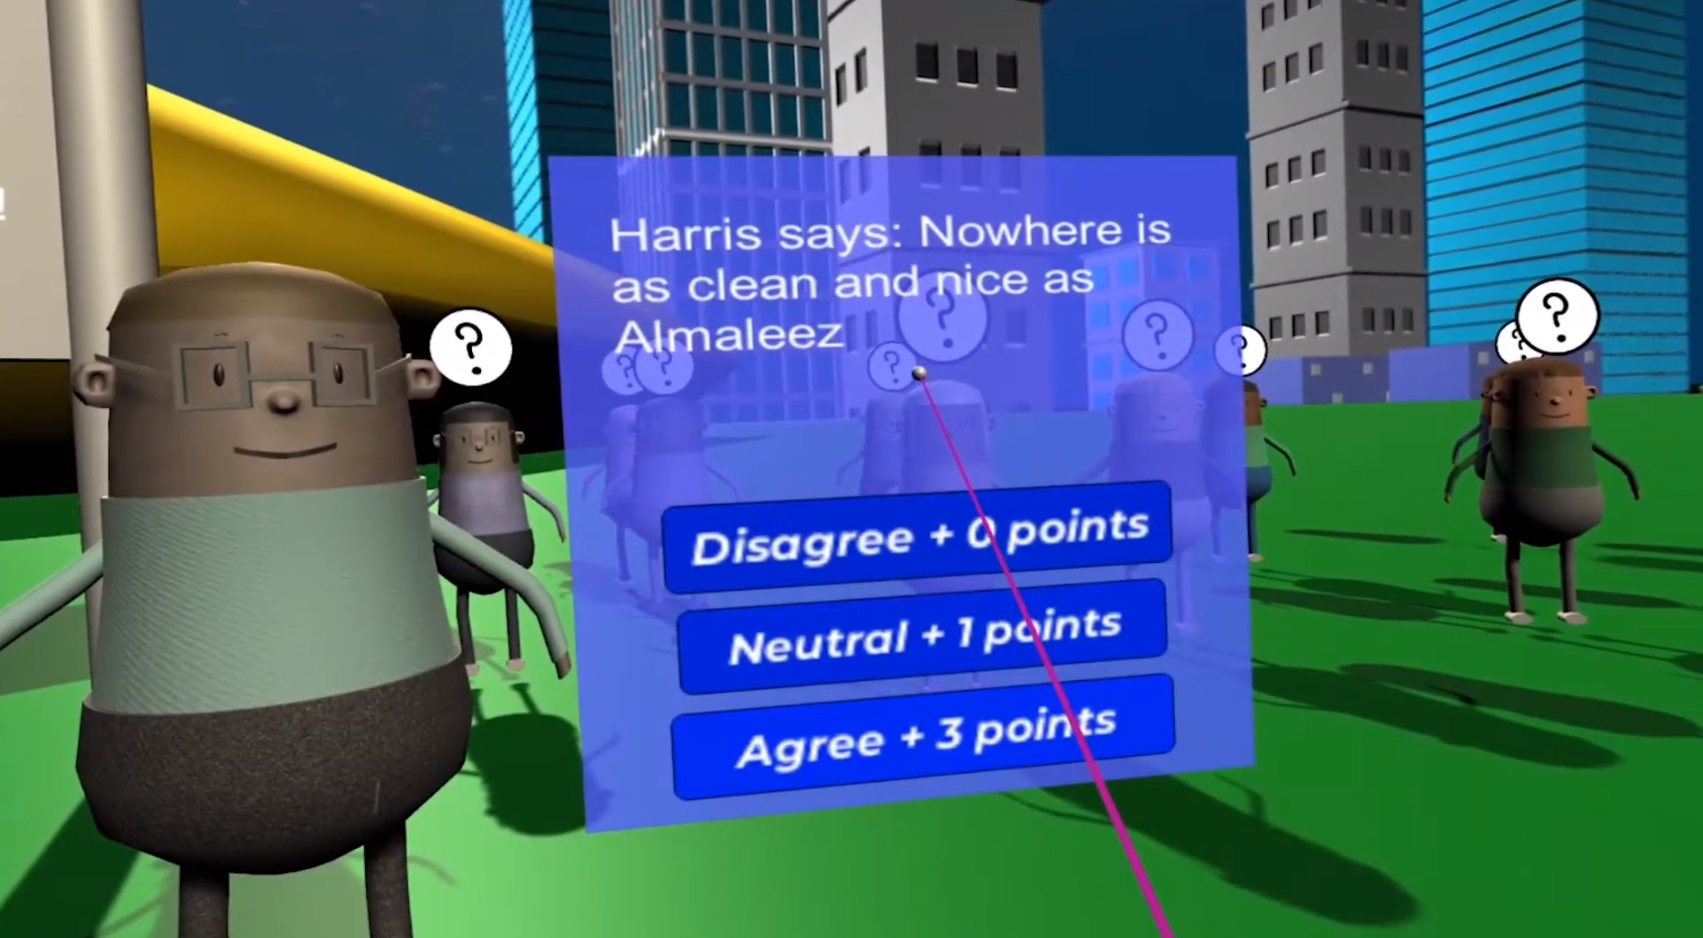 !
Harris says: Nowhere is
as clean and nice as
Almaleez
?
?
?
?
?
?
?
?
?
Disagree + 0 points
Neutral + 1 points
Agree + 3 points